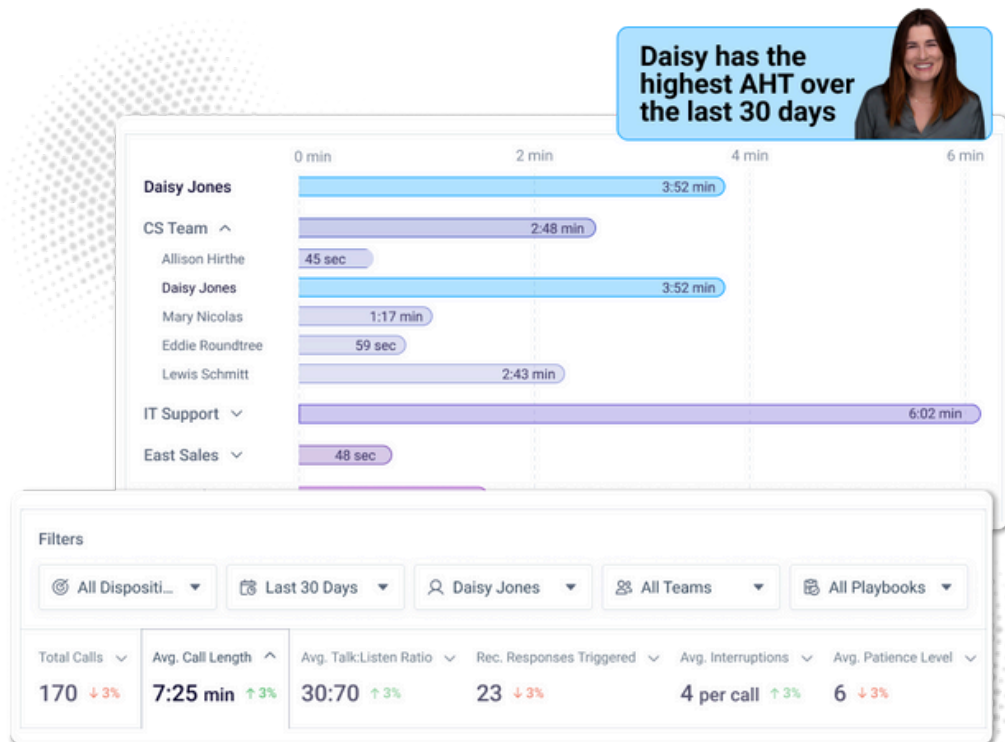 Daisy has the
highest AHT over
the last 30 days
0 min 2 min 4 min 6 min
Daisy Jones 3:52 min
CS Team 2:48 min
Allison Hirthe 45 sec
Daisy Jones 3:52 min
Mary Nicolas 1:17 min
Eddie Roundtree 59 sec
Lewis Schmitt 2:43 min
IT Support 6:02 min
East Sales 48 sec
Filters
All Dispositi... Last 30 Days Daisy Jones All Teams All Playbooks
Total Calls Avg. Call Length Avg. Talk:Listen Ratio Rec. Responses Triggered Avg. Interruptions Avg. Patience Level
170 ↓3% 7:25 min ↑3% 30:70 ↑3% 23 ↓3% 4 per call ↑3% 6 ↓3%